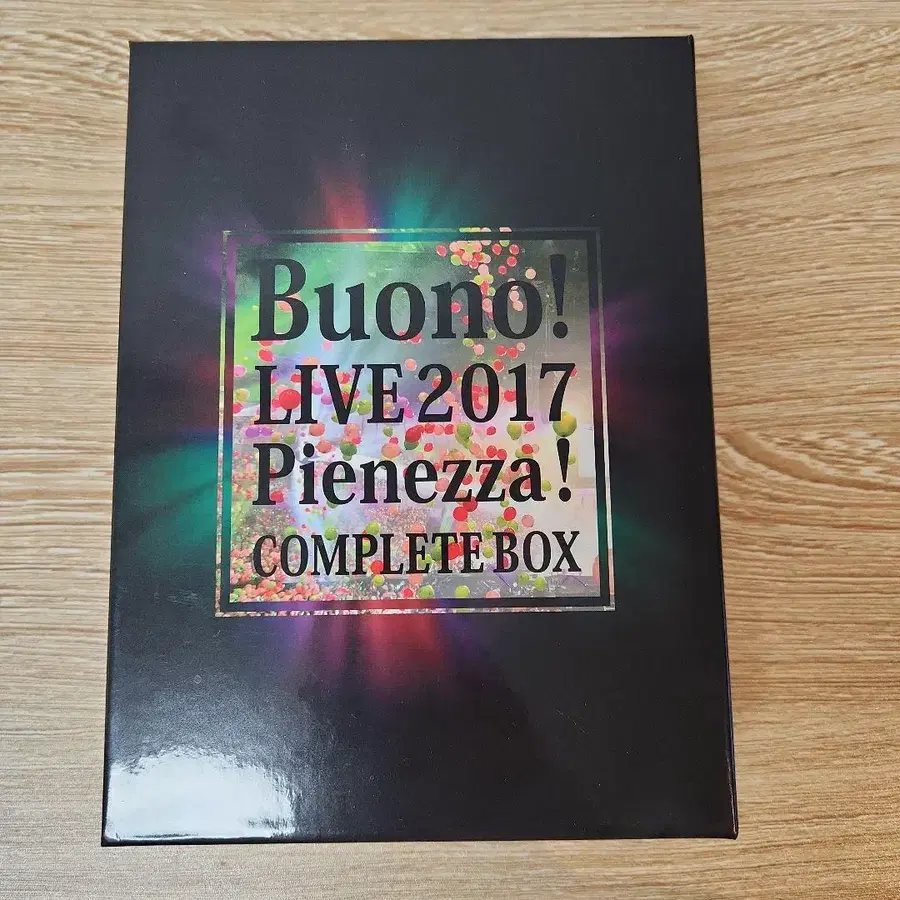 Buono!
LIVE 2017
Pienezza!
COMPLETE BOX